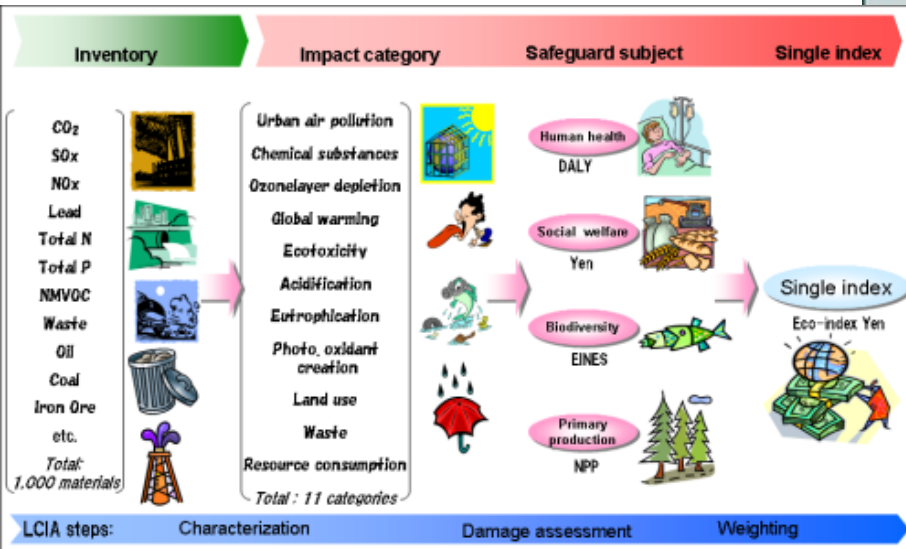 Inventory
Impact category
Safeguard subject
Single index
CO₂
SOx
NOx
Lead
Total N
Total P
NMVOC
Waste
Oil
Coal
Iron Ore
etc.
Total:
1,000 materials
Urban air pollution
Chemical substances
Ozonelayer depletion
Global warming
Ecotoxicity
Acidification
Eutrophication
Photo. oxidant
creation
Land use
Waste
Resource consumption
Total : 11 categories
Human health
DALY
Social welfare
Yen
Biodiversity
EINES
Primary
production
NPP
Single index
Eco-index Yen
LCIA steps:
Characterization
Damage assessment
Weighting